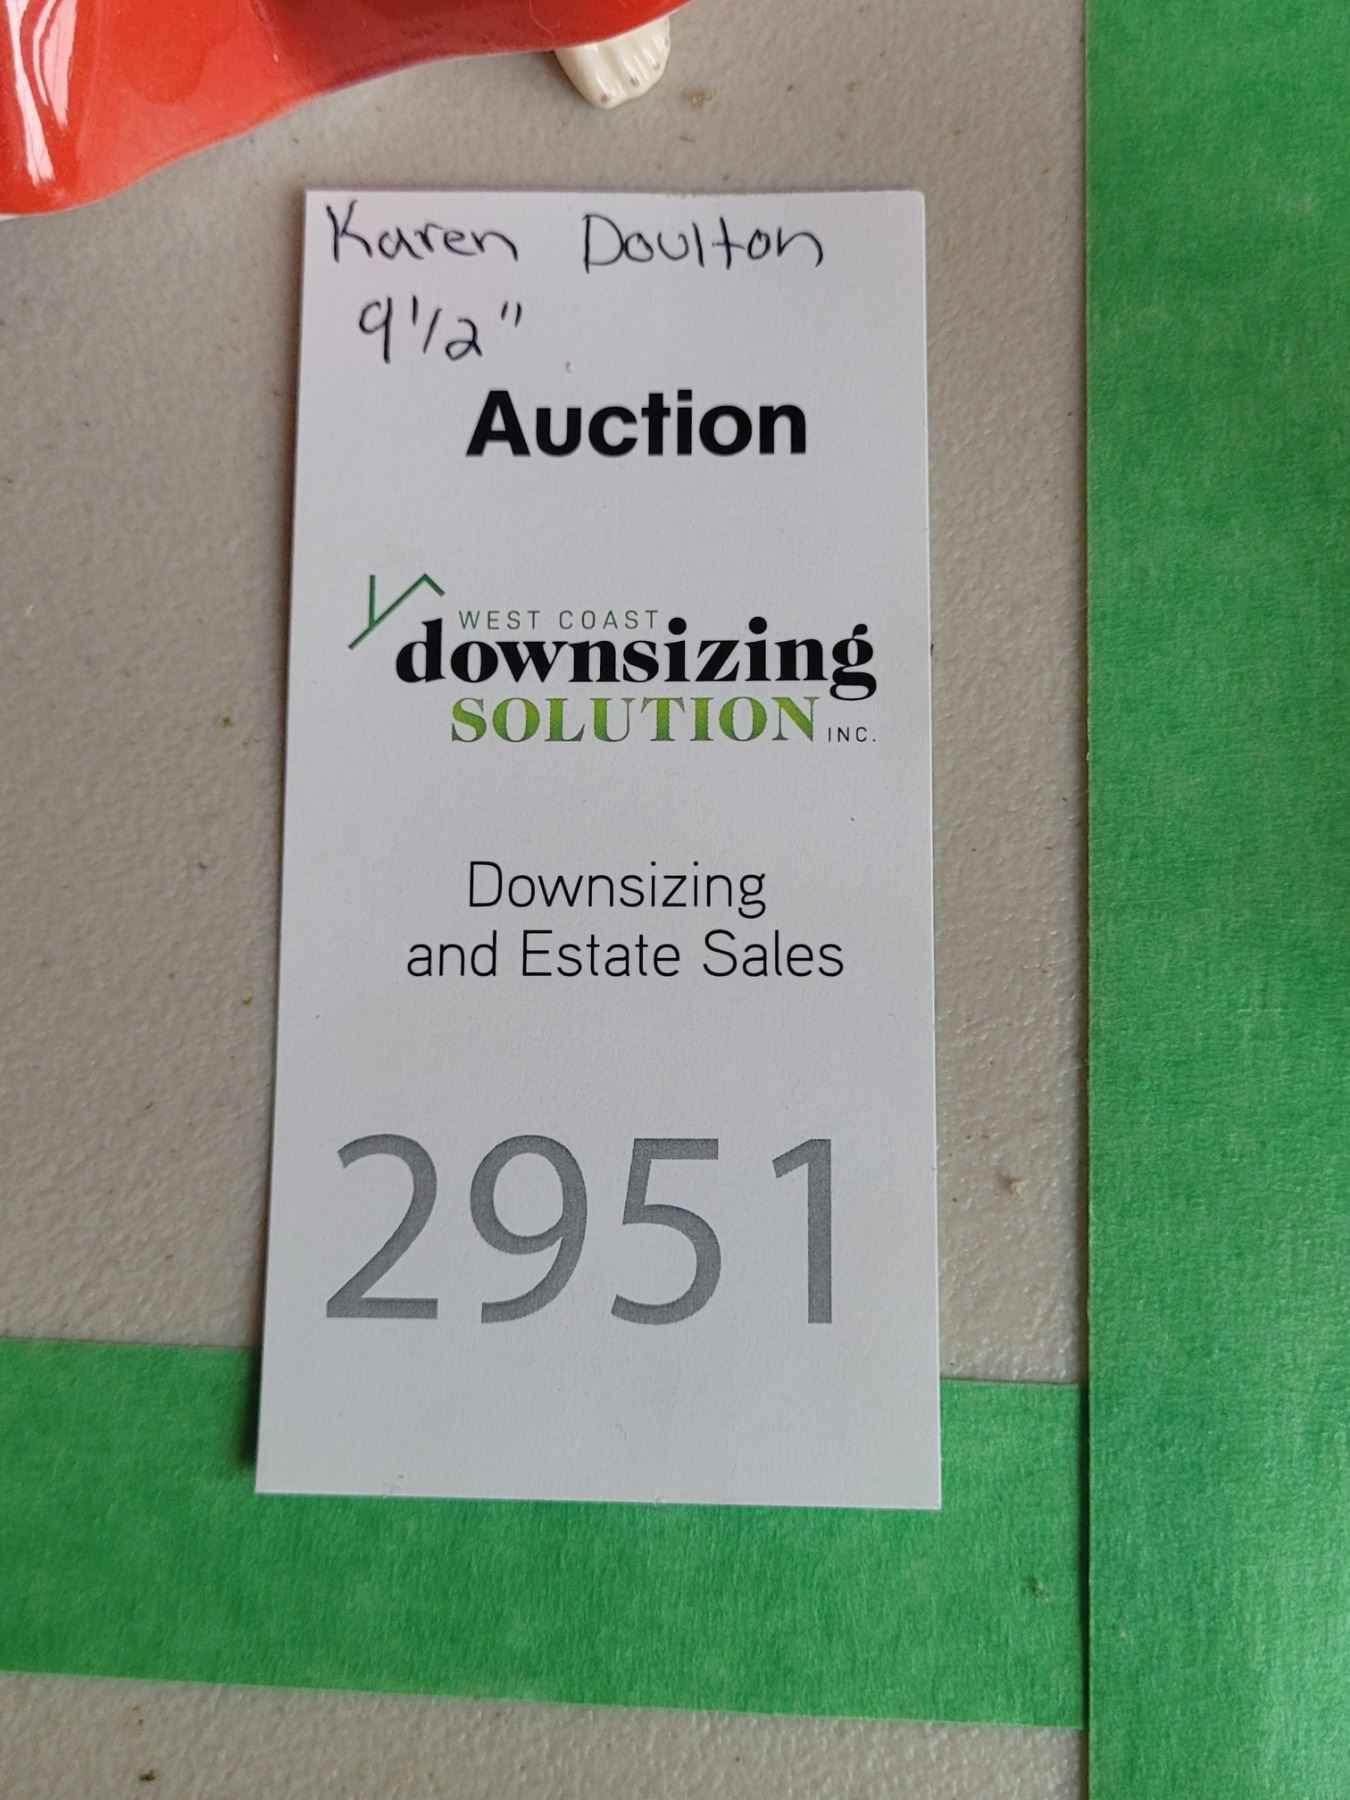 Karen Doulton
9 1/2"
Auction
WEST COAST
downsizing
SOLUTION INC.
Downsizing
and Estate Sales
2951